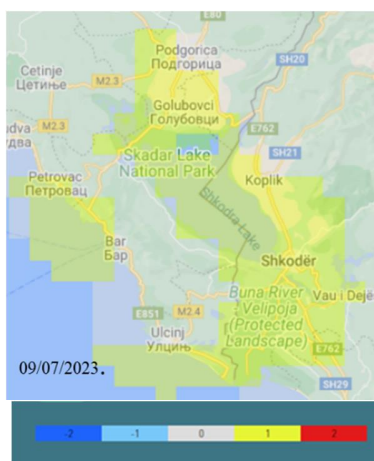 E80
Podgorica
Подгорица
SH20
Cetinje
Цетиње
M2.3
Golubovci
Голубовци
E762
M2.3
Skadar Lake
National Park
SH21
Koplik
Petrovac
Петровац
Shkodra Lake
Bar
Бар
Shkodër
Buna River
Velipoja
(Protected
Landscape)
Vau i Dejë
E851
M2.4
Ulcinj
Улцињ
E762
09/07/2023.
SH29
-2 -1 0 1 2